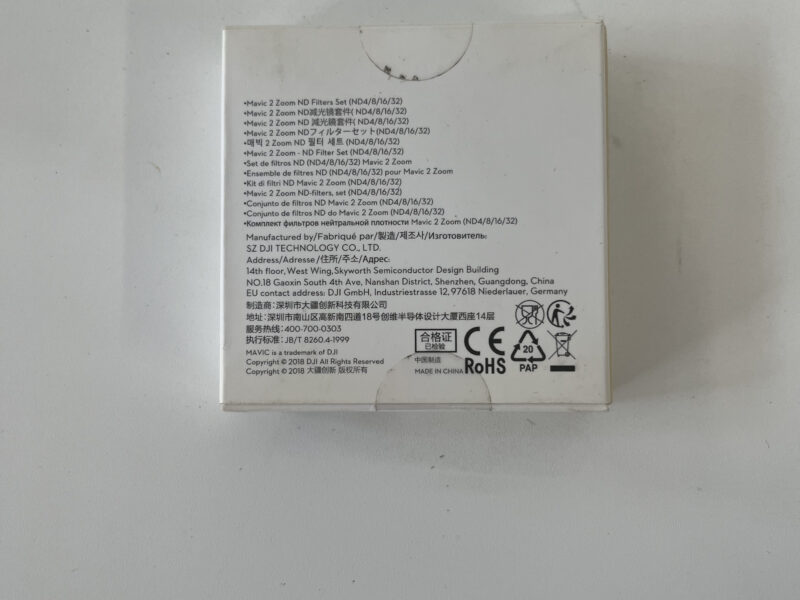 •Mavic 2 Zoom ND Filters Set (ND4/8/16/32)
•Mavic 2 Zoom ND减光镜套件( ND4/8/16/32)
•Mavic 2 Zoom ND 減光鏡套件( ND4/8/16/32)
•Mavic 2 Zoom NDフィルターセット(ND4/8/16/32)
•매빅 2 Zoom ND 필터 세트 (ND4/8/16/32)
•Mavic 2 Zoom - ND Filter Set (ND4/8/16/32)
•Set de filtros ND (ND4/8/16/32) Mavic 2 Zoom
•Ensemble de filtres ND (ND4/8/16/32) pour Mavic 2 Zoom
•Kit di filtri ND Mavic 2 Zoom (ND4/8/16/32)
•Mavic 2 Zoom ND-filters, set (ND4/8/16/32)
•Conjunto de filtros ND Mavic 2 Zoom (ND4/8/16/32)
•Conjunto de filtros ND do Mavic 2 Zoom (ND4/8/16/32)
•Комплект фильтров нейтральной плотности Mavic 2 Zoom (ND4/8/16/32)
Manufactured by/Fabriqué par/製造/제조사/Изготовитель:
SZ DJI TECHNOLOGY CO., LTD.
Address/Adresse/住所/주소/Адрес:
14th floor, West Wing, Skyworth Semiconductor Design Building
NO.18 Gaoxin South 4th Ave, Nanshan District, Shenzhen, Guangdong, China
EU contact address: DJI GmbH, Industriestrasse 12, 97618 Niederlauer, Germany
制造商：深圳市大疆创新科技有限公司
地址：深圳市南山区高新南四道18号创维半导体设计大厦西座14层
服务热线：400-700-0303
执行标准：JB/T 8260.4-1999
MAVIC is a trademark of DJI
Copyright © 2018 DJI All Rights Reserved
Copyright © 2018 大疆创新 版权所有
合格证
已检验
中国制造
MADE IN CHINA
CE
RoHS
20
PAP